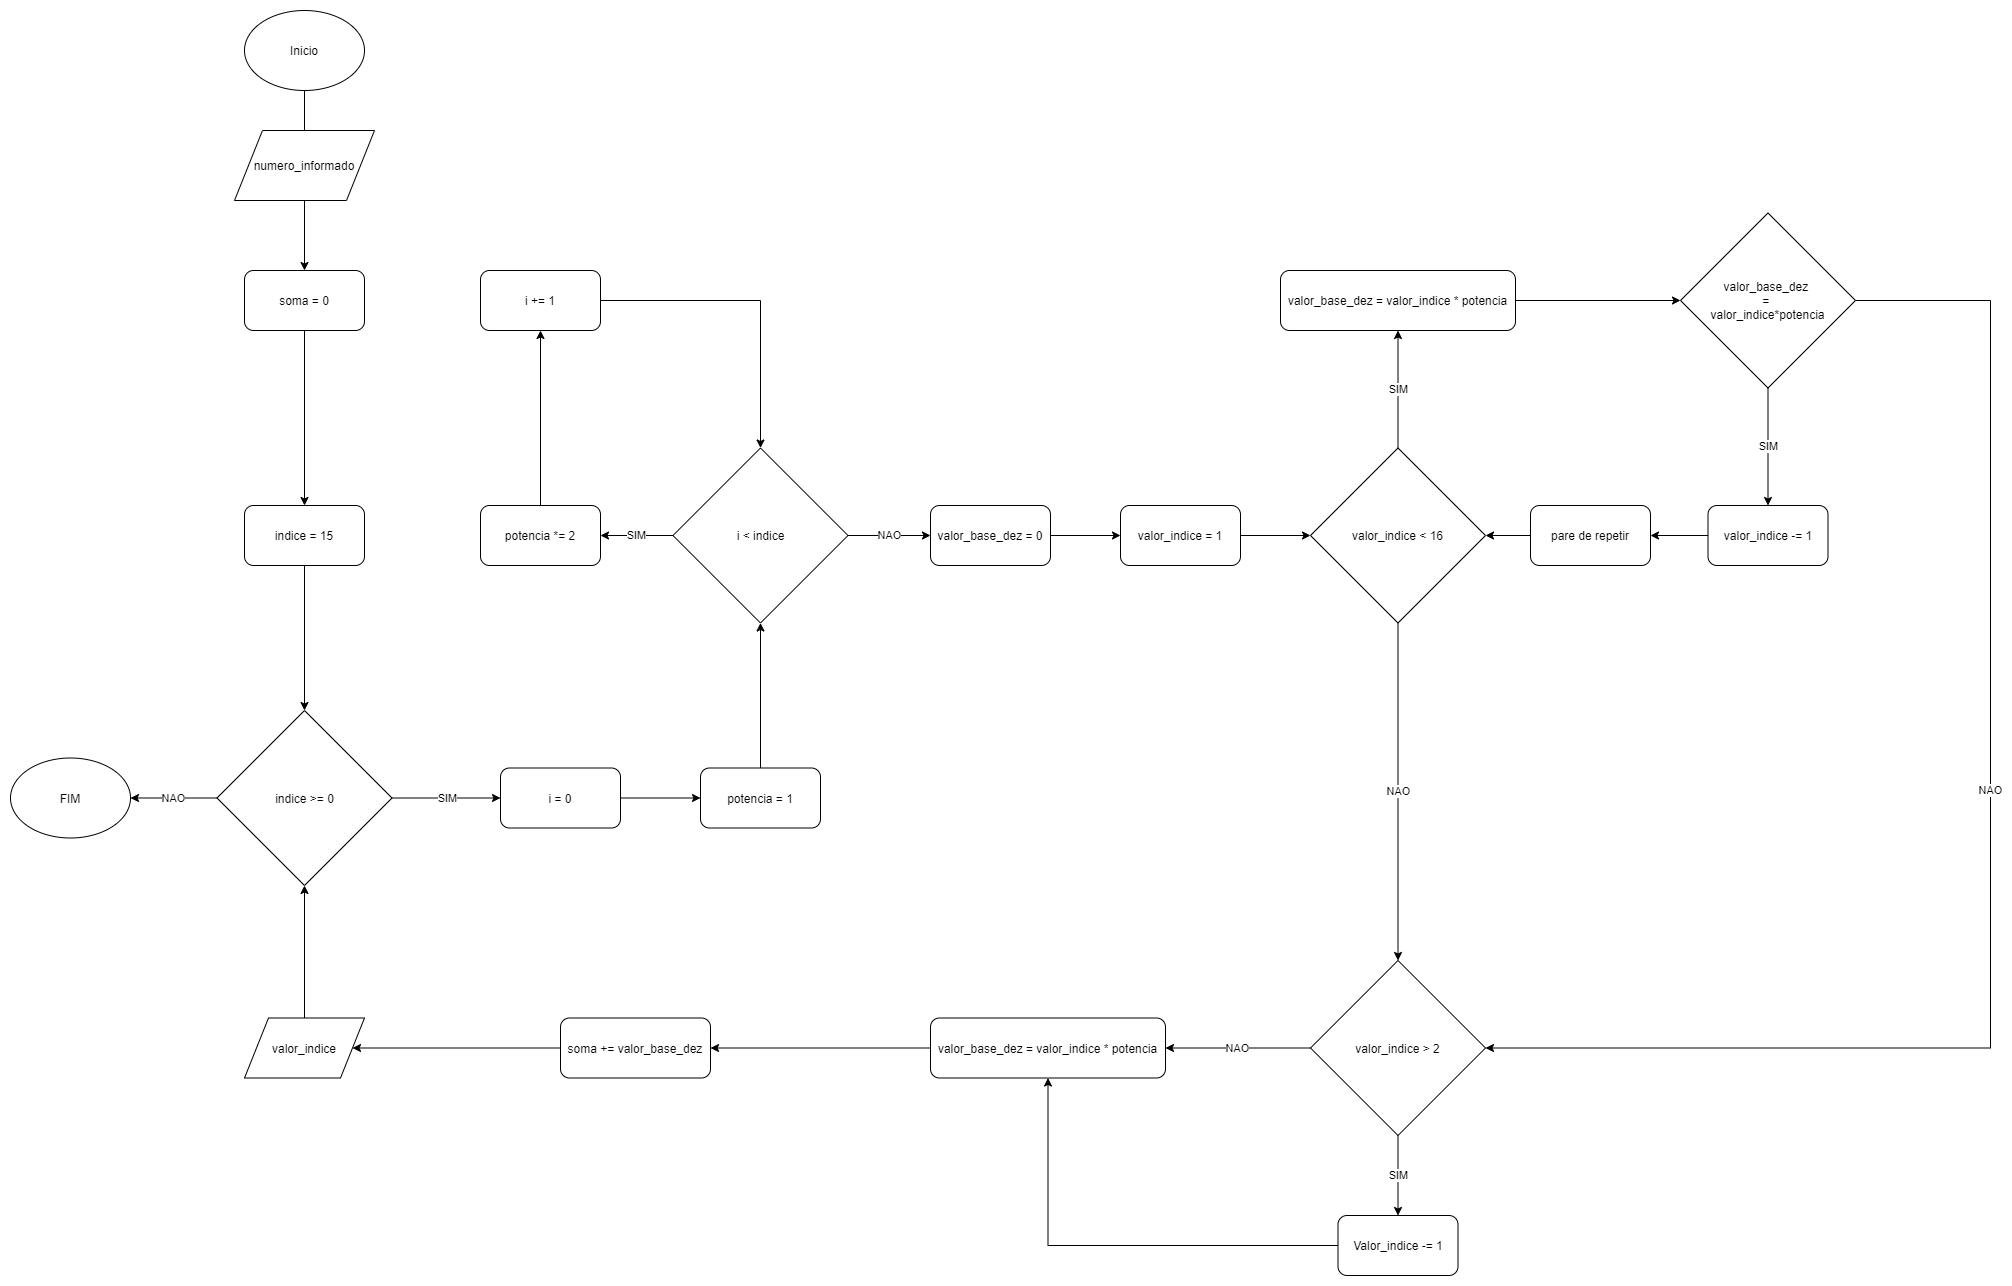 Inicio
numero_informado
soma = 0
indice = 15
indice >= 0
NAO
FIM
SIM
i = 0
potencia = 1
i < indice
SIM
potencia *= 2
i += 1
NAO
valor_base_dez = 0
valor_indice = 1
valor_indice < 16
SIM
valor_base_dez = valor_indice * potencia
valor_base_dez
=
valor_indice*potencia
SIM
valor_indice -= 1
pare de repetir
NAO
NAO
valor_indice > 2
SIM
Valor_indice -= 1
NAO
valor_base_dez = valor_indice * potencia
soma += valor_base_dez
valor_indice